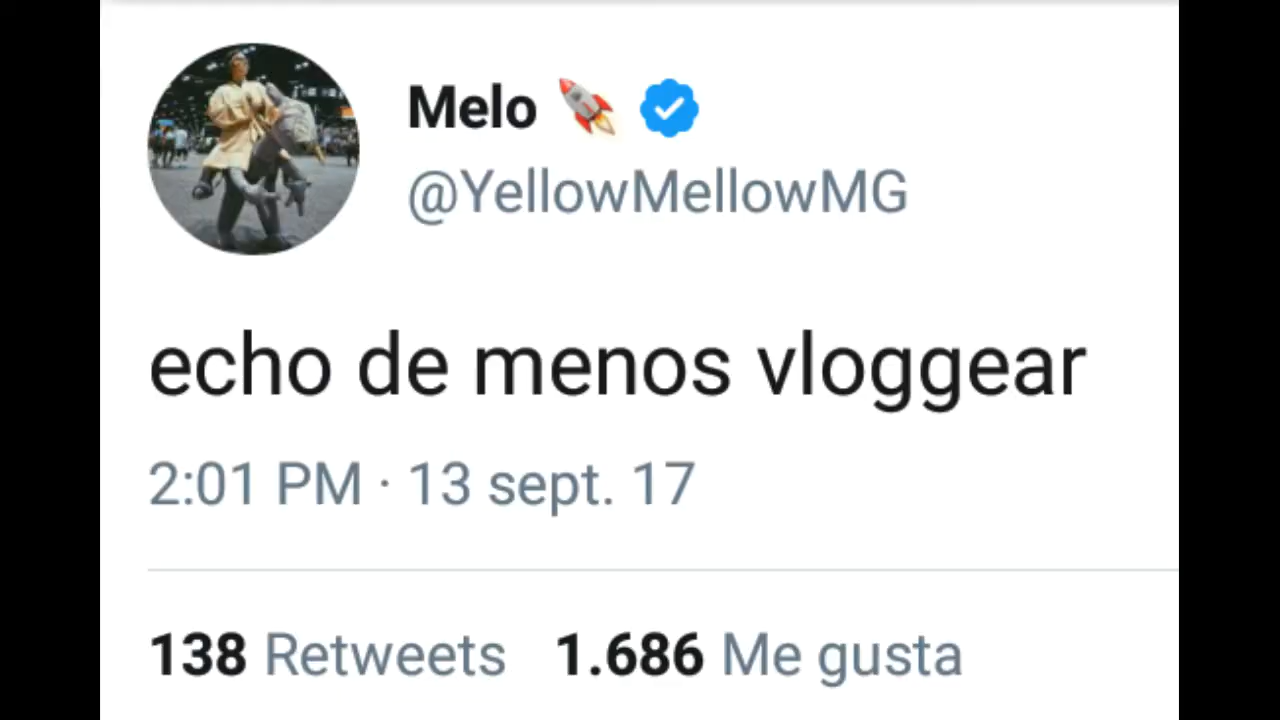 Melo 🚀
@YellowMellowMG
echo de menos vloggear
2:01 PM · 13 sept. 17
138 Retweets 1.686 Me gusta